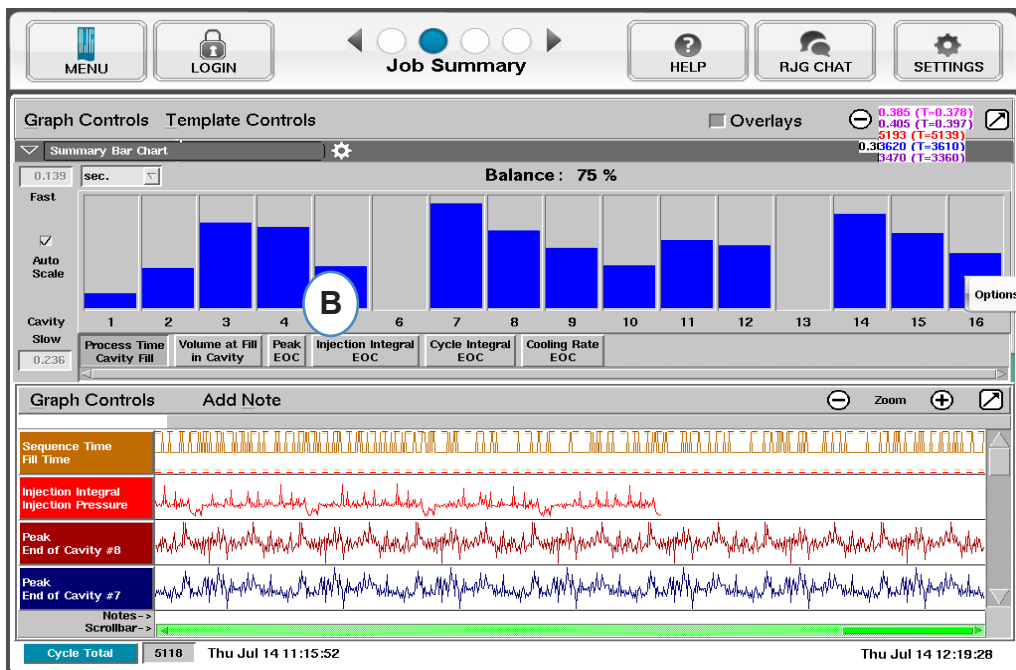 MENU
LOGIN
Job Summary
HELP
RJG CHAT
SETTINGS
Graph Controls Template Controls
Overlays
0.385 (T=0.378)
0.405 (T=0.397)
5193 (T=5139)
3620 (T=3610)
3470 (T=3360)
Summary Bar Chart
0.139 sec.
Balance : 75 %
Fast
Auto
Scale
B
Options
Cavity 1 2 3 4 6 7 8 9 10 11 12 13 14 15 16
Slow
0.236
Process Time
Cavity Fill
Volume at Fill
in Cavity
Peak
EOC
Injection Integral
EOC
Cycle Integral
EOC
Cooling Rate
EOC
Graph Controls Add Note
Zoom
Sequence Time
Fill Time
Injection Integral
Injection Pressure
Peak
End of Cavity #8
Peak
End of Cavity #7
Notes->
Scrollbar->
Cycle Total 5118 Thu Jul 14 11:15:52 Thu Jul 14 12:19:28